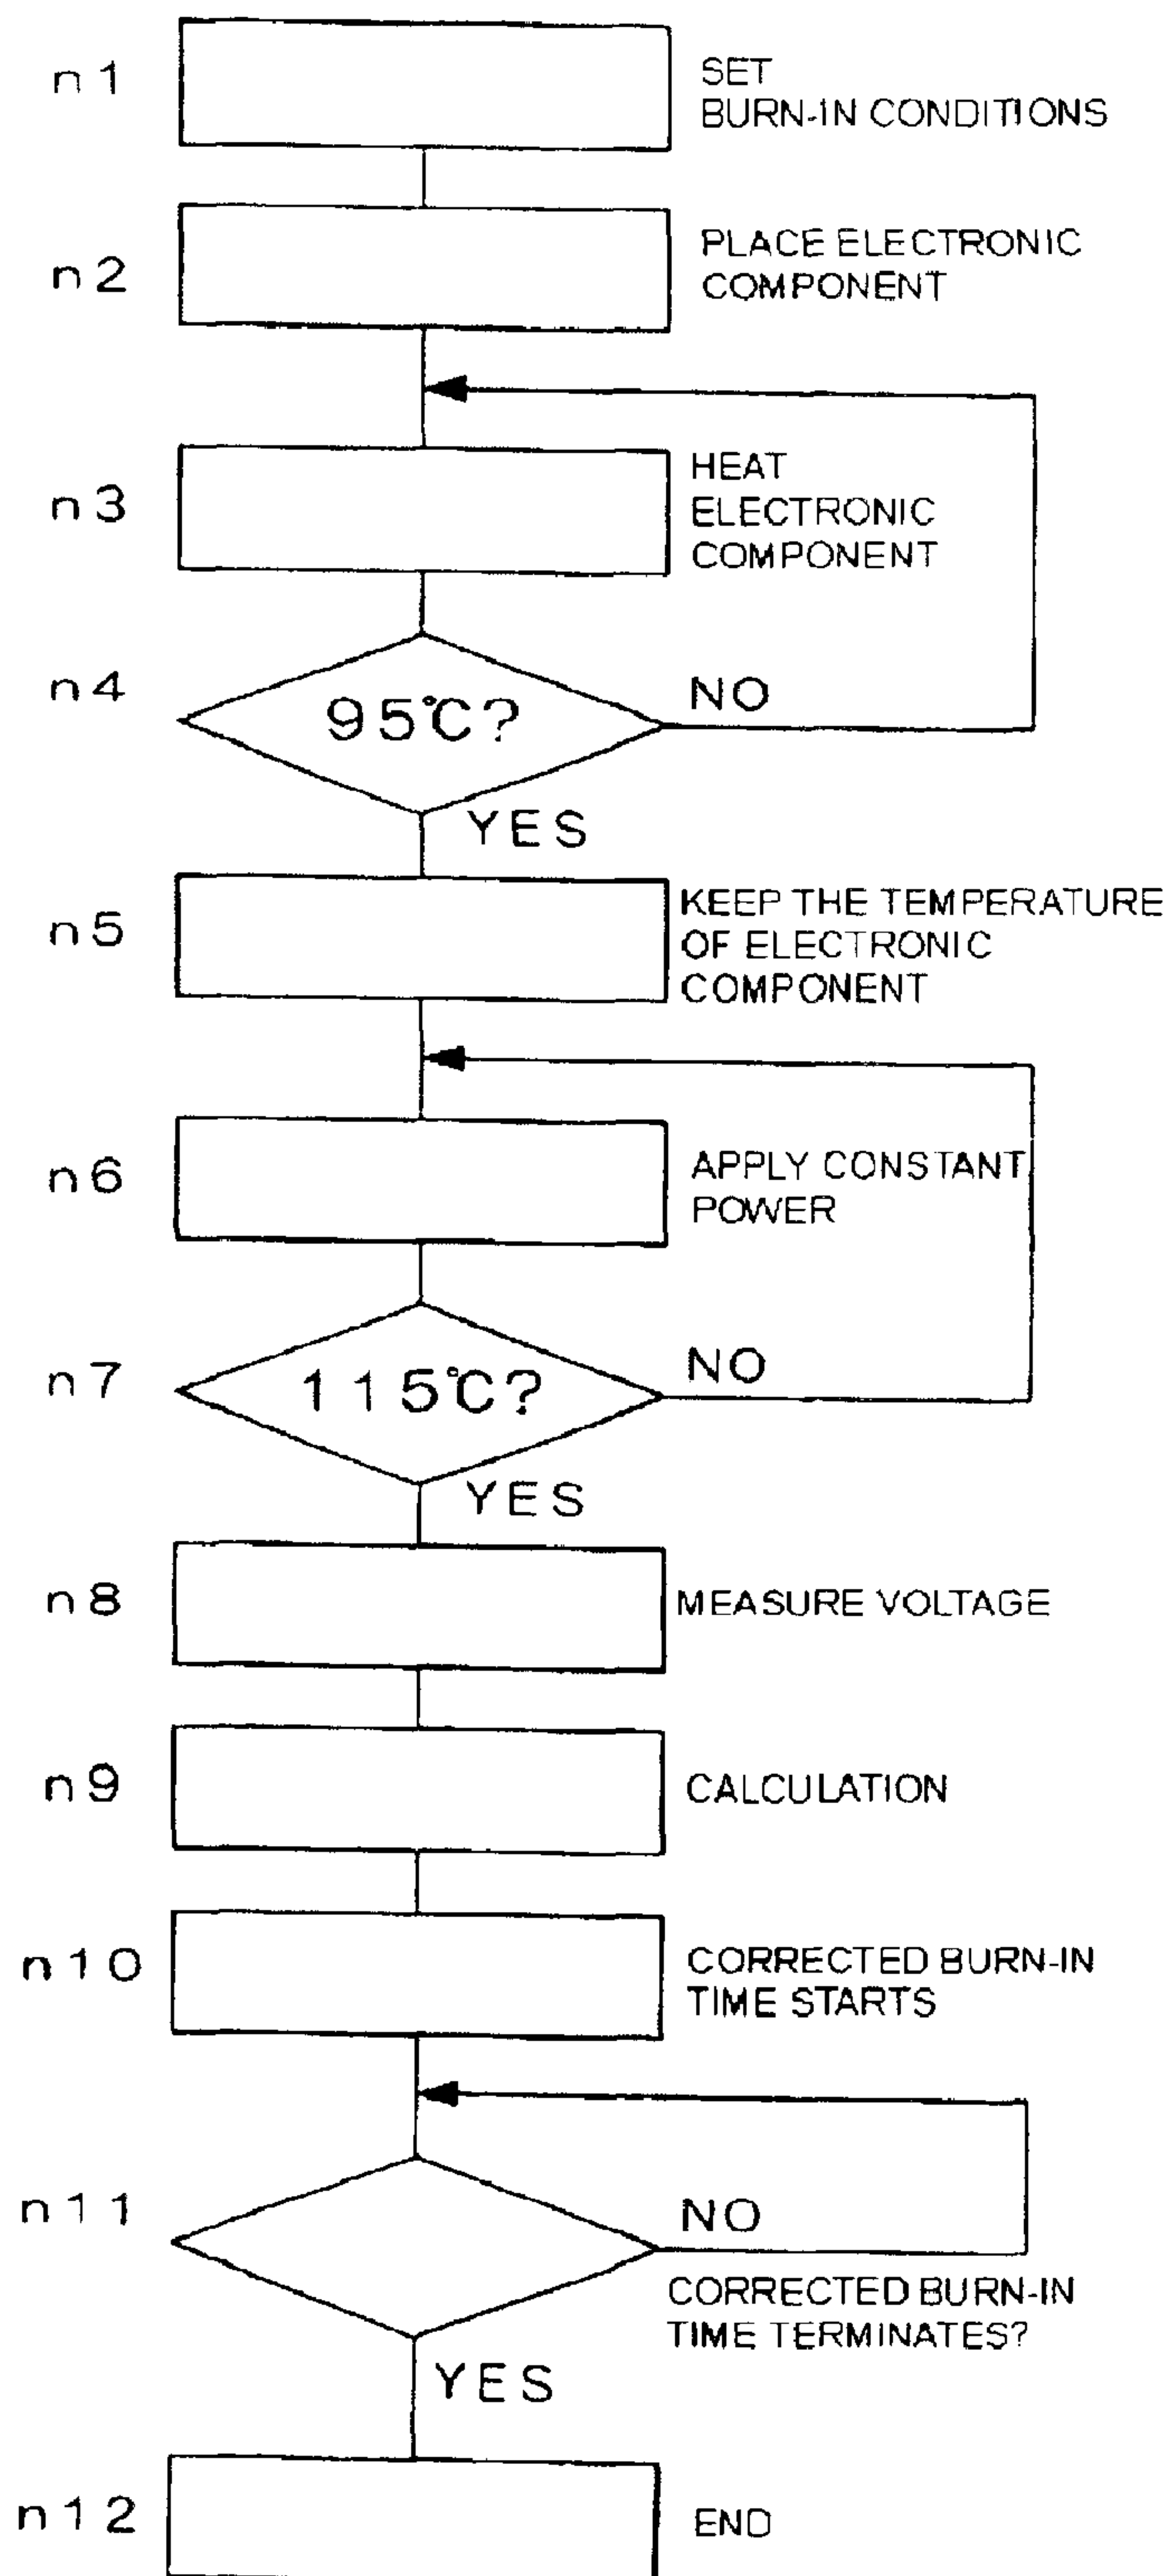 n1
SET
BURN-IN CONDITIONS
n2
PLACE ELECTRONIC
COMPONENT
n3
HEAT
ELECTRONIC
COMPONENT
n4
95℃?
NO
YES
n5
KEEP THE TEMPERATURE
OF ELECTRONIC
COMPONENT
n6
APPLY CONSTANT
POWER
n7
115℃?
NO
YES
n8
MEASURE VOLTAGE
n9
CALCULATION
n10
CORRECTED BURN-IN
TIME STARTS
n11
NO
CORRECTED BURN-IN
TIME TERMINATES?
YES
n12
END